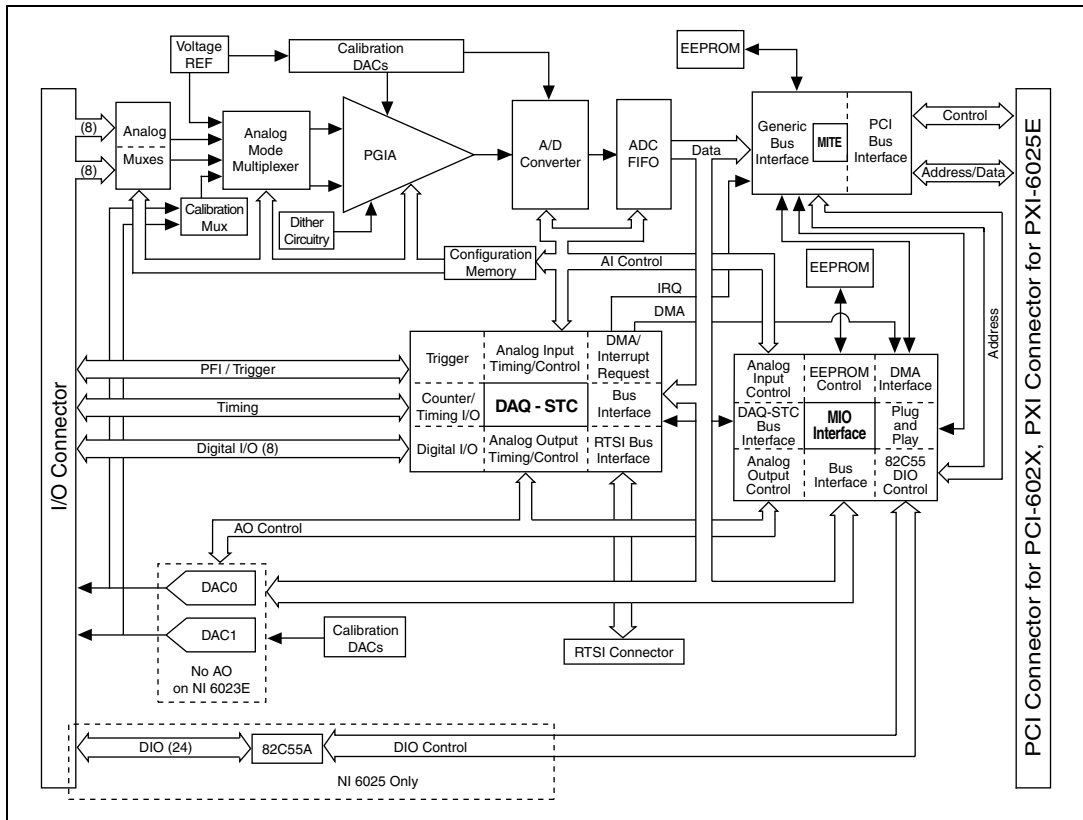 Voltage
REF
Calibration
DACs
EEPROM
(8)
(8)
Analog
Muxes
Analog
Mode
Multiplexer
PGIA
A/D
Converter
ADC
FIFO
Data
Generic
Bus
Interface
MITE
PCI
Bus
Interface
Control
Address/Data
Calibration
Mux
Dither
Circuitry
Configuration
Memory
AI Control
EEPROM
IRQ
DMA
Address
I/O Connector
PCI Connector for PCI-602X, PXI Connector for PXI-6025E
PFI / Trigger
Timing
Digital I/O (8)
Trigger
Analog Input
Timing/Control
DMA/
Interrupt
Request
Counter/
Timing I/O
DAQ - STC
Bus
Interface
Digital I/O
Analog Output
Timing/Control
RTSI Bus
Interface
Analog
Input
Control
EEPROM
Control
DMA
Interface
DAQ-STC
Bus
Interface
MIO
Interface
Plug
and
Play
Analog
Output
Control
Bus
Interface
82C55
DIO
Control
AO Control
DAC0
DAC1
Calibration
DACs
RTSI Connector
No AO
on NI 6023E
DIO (24)
82C55A
DIO Control
NI 6025 Only